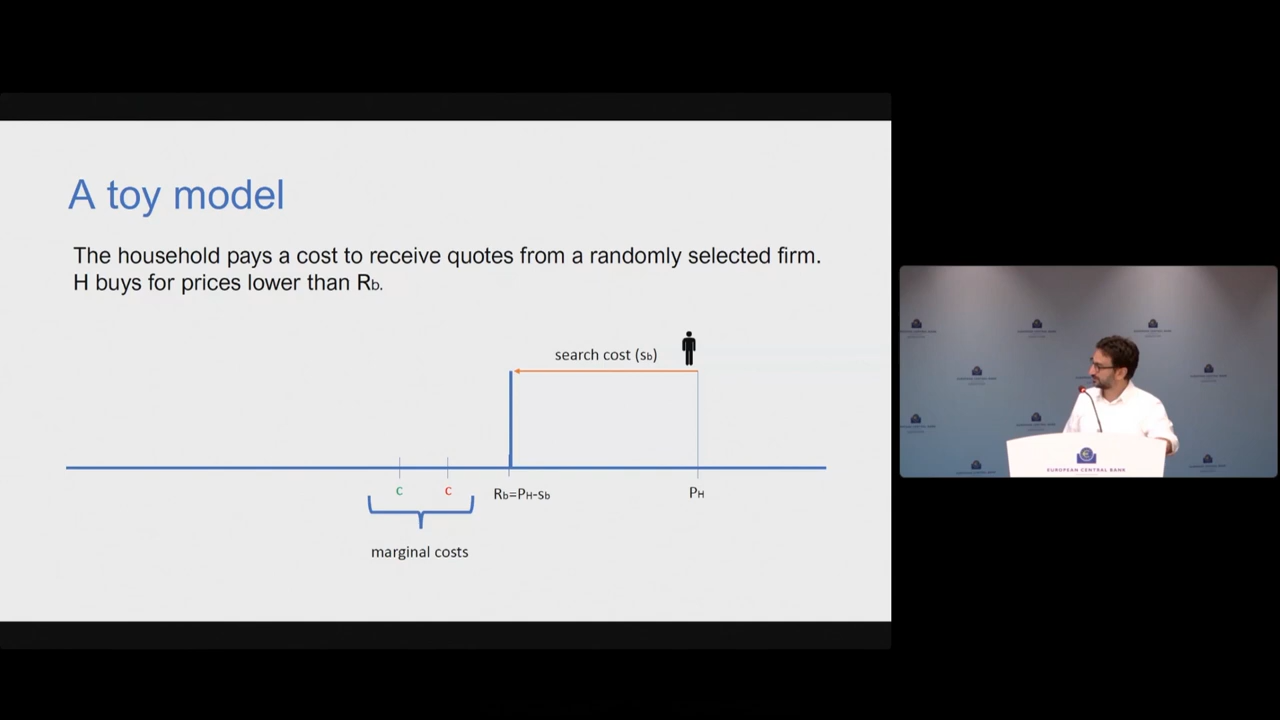 A toy model
The household pays a cost to receive quotes from a randomly selected firm.
H buys for prices lower than Rb.
search cost (sb)
c
c
Rb=PH-sb
PH
marginal costs
EUROPEAN CENTRAL BANK